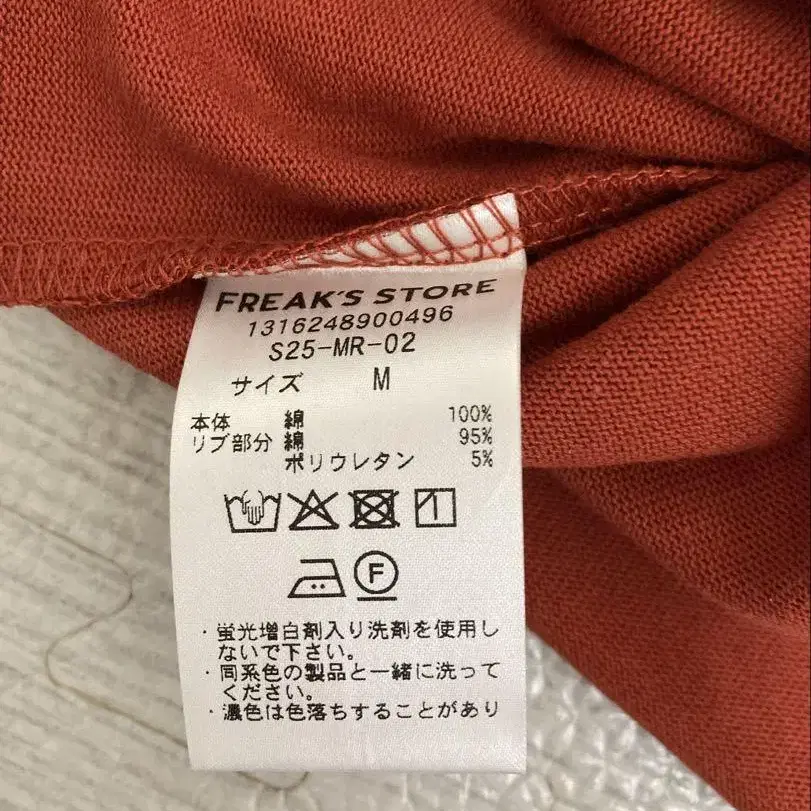 FREAK'S STORE
1316248900496
S25-MR-02
サイズ M
本体 綿 100%
リブ部分 綿 95%
ポリウレタン 5%
F
・蛍光増白剤入り洗剤を使用し
ないで下さい。
・同系色の製品と一緒に洗って
ください。
・濃色は色落ちすることがあり